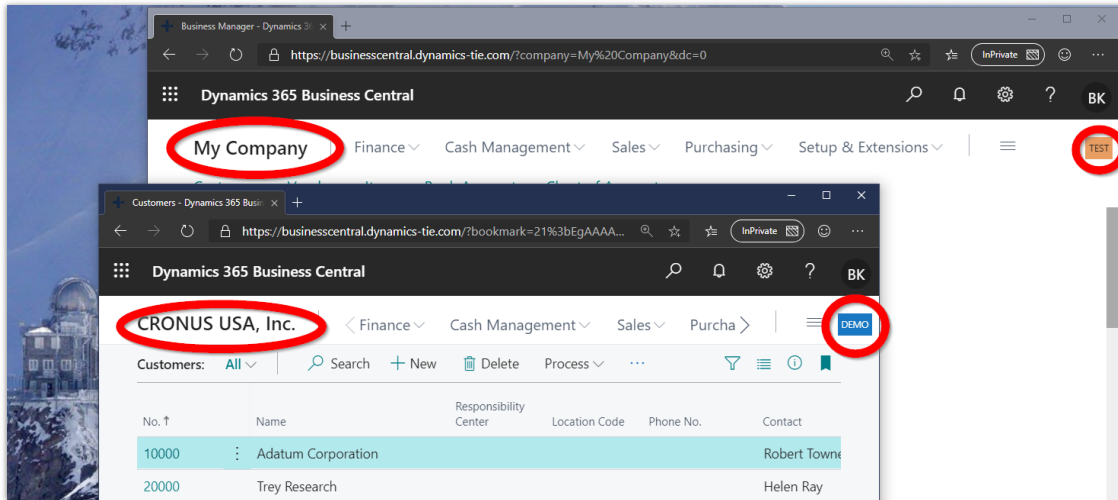 Business Manager - Dynamics 36
https://businesscentral.dynamics-tie.com/?company=My%20Company&dc=0
InPrivate
Dynamics 365 Business Central
? BK
My Company Finance Cash Management Sales Purchasing Setup & Extensions TEST
Customers - Dynamics 365 Busin
https://businesscentral.dynamics-tie.com/?bookmark=21%3bEgAAAA...
InPrivate
Dynamics 365 Business Central
? BK
CRONUS USA, Inc. Finance Cash Management Sales Purcha DEMO
Customers: All Search New Delete Process ...
No. ↑ Name Responsibility Center Location Code Phone No. Contact
10000 Adatum Corporation Robert Towne
20000 Trey Research Helen Ray